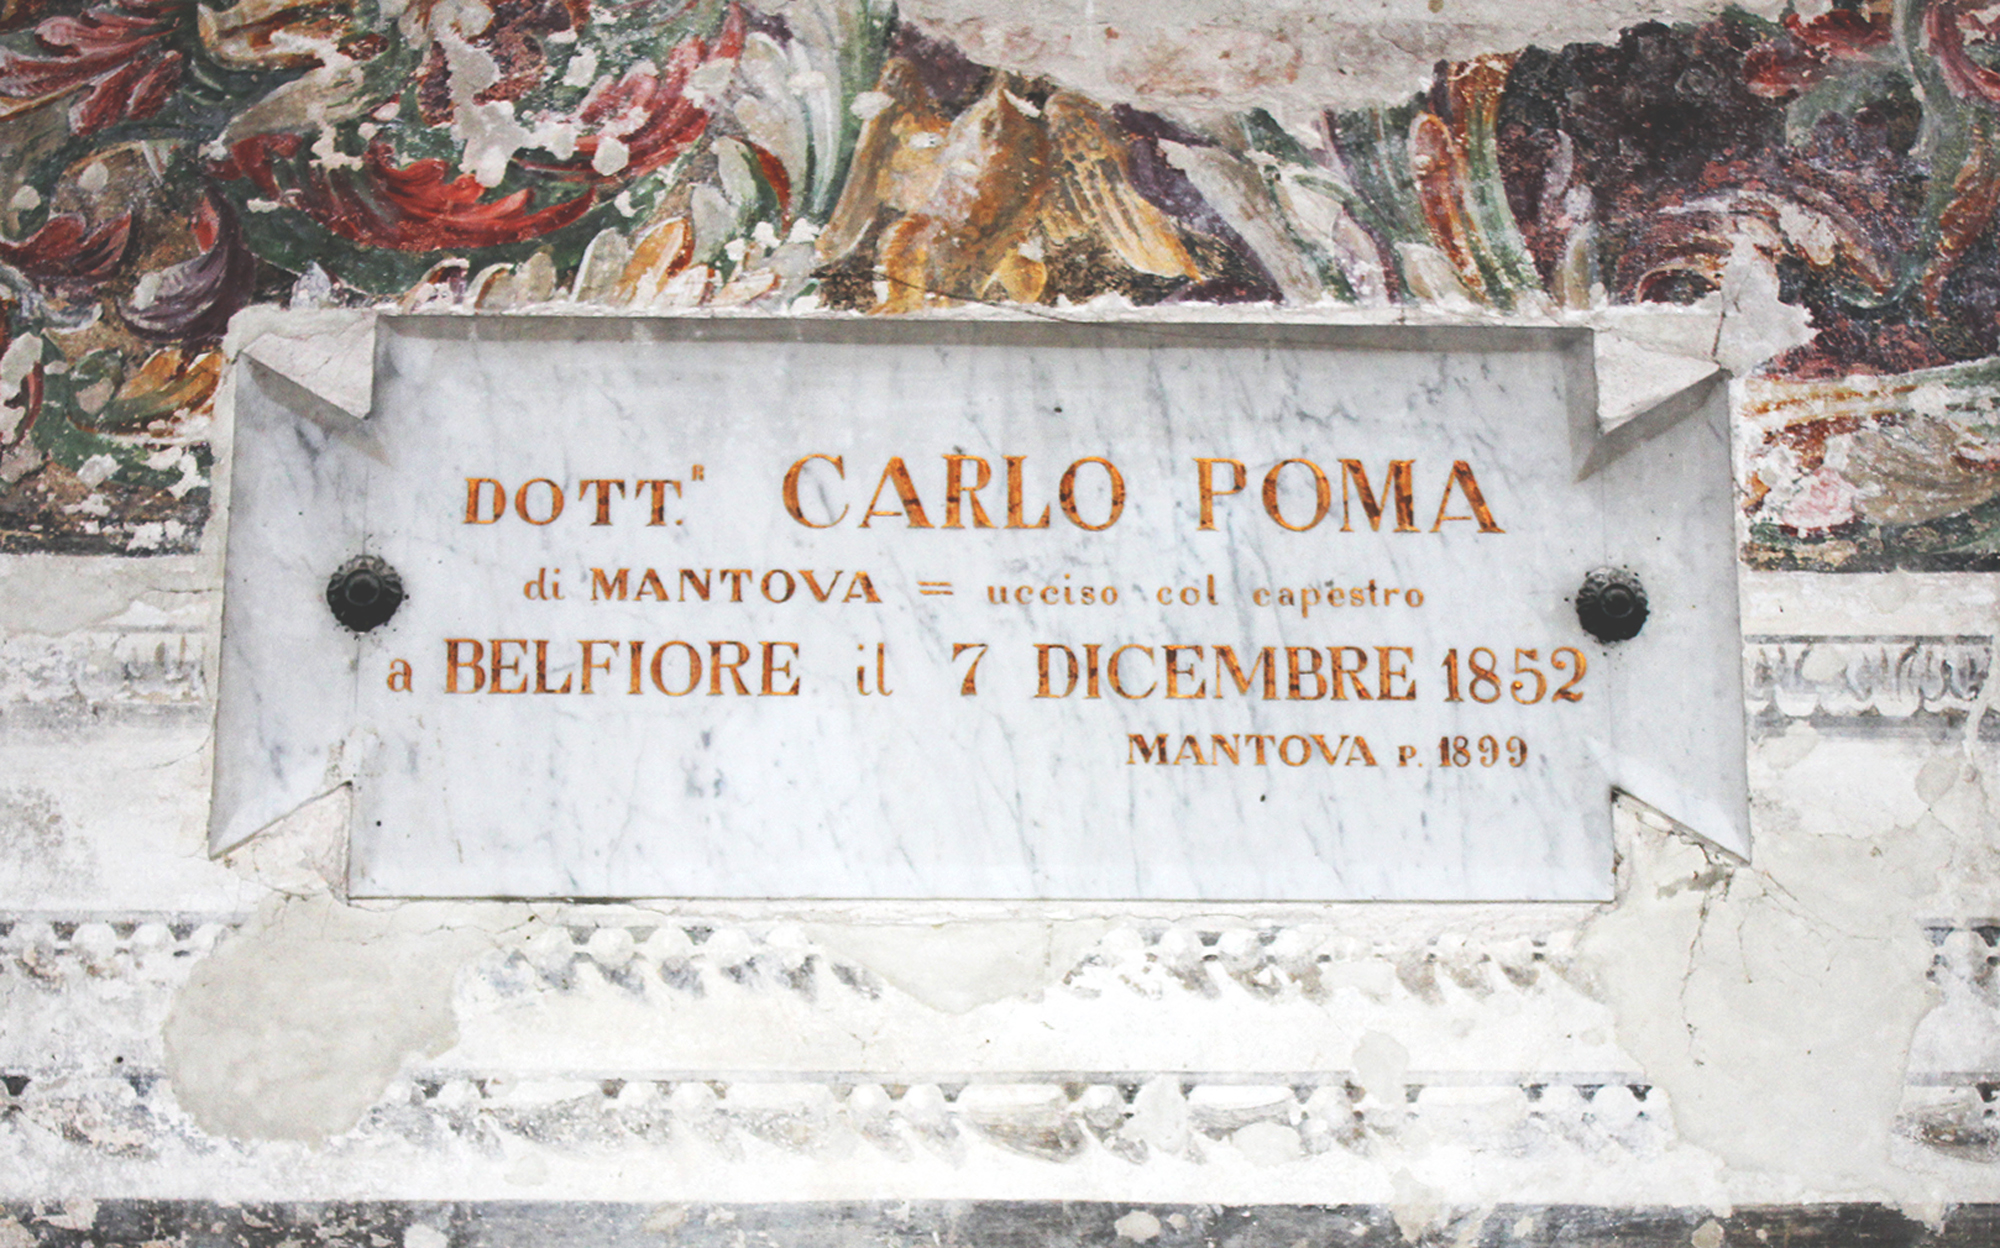 DOTT.R CARLO POMA
di MANTOVA = ucciso col capestro
a BELFIORE il 7 DICEMBRE 1852
MANTOVA P. 1899